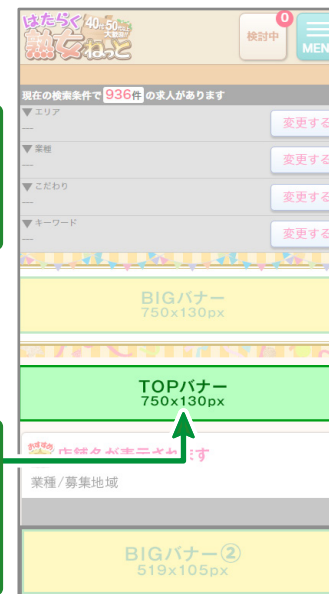 はたらく 40代50代 大歓迎!
熟女ねっと
検討中
0
MEN
現在の検索条件で936件の求人があります
▼エリア
—
変更する
▼業種
—
変更する
▼こだわり
—
変更する
▼キーワード
—
変更する
BIGバナー
750x130px
TOPバナー
750x130px
おすすめ
店舗名が表示されます
業種/募集地域
BIGバナー②
519x105px